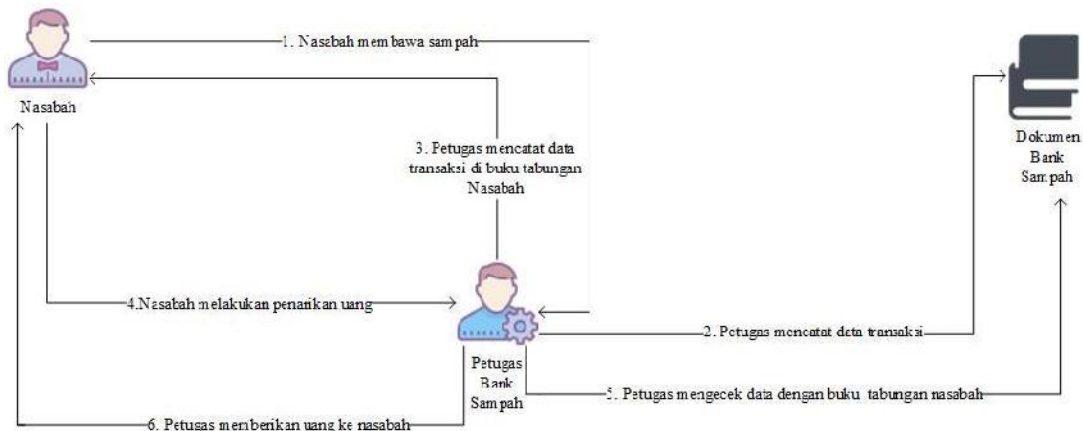 1. Nasabah membawa sampah
Nasabah
3. Petugas mencatat data
transaksi di buku tabungan
Nasabah
Dokumen
Bank
Sampah
4.Nasabah melakukan penarikan uang
2. Petugas mencatat data transaksi
Petugas
Bank
Sampah
5. Petugas mengecek data dengan buku tabungan nasabah
6. Petugas memberikan uang ke nasabah